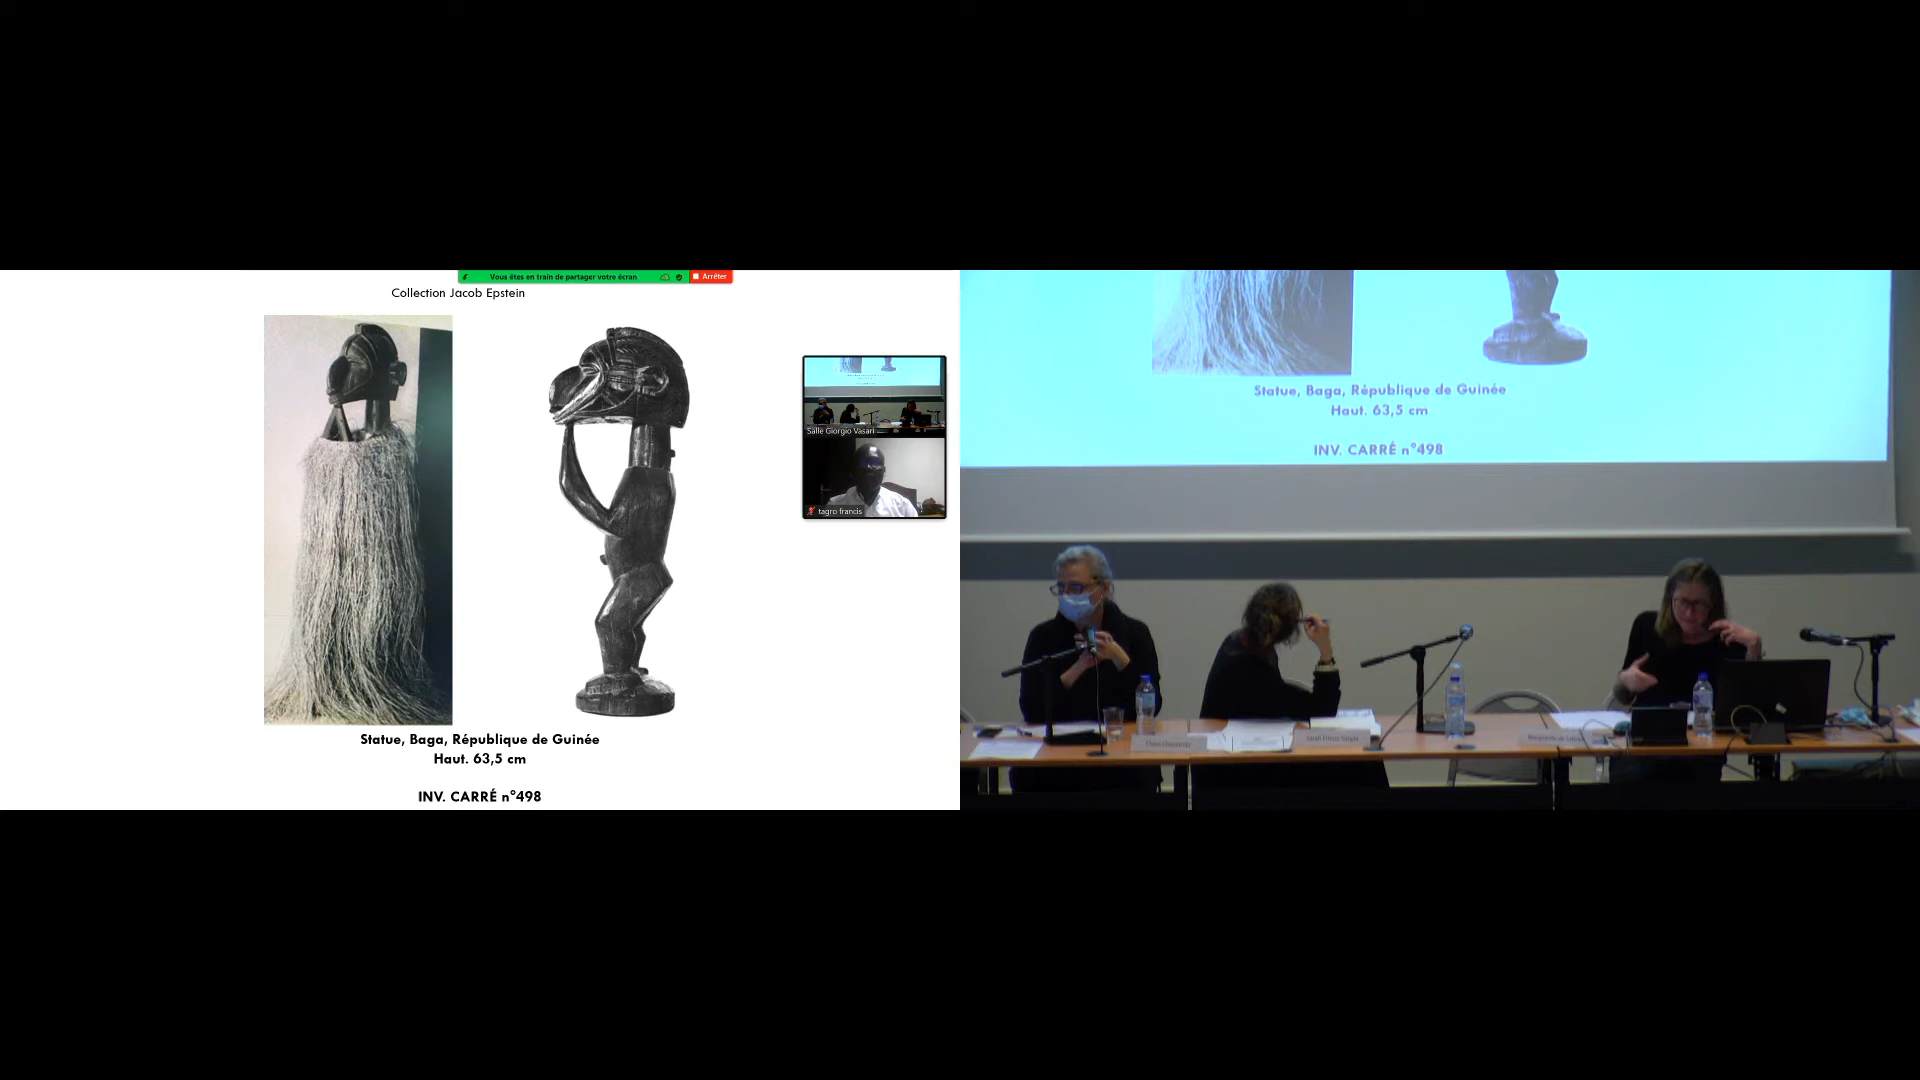 Vous êtes en train de partager votre écran
Arrêter
Collection Jacob Epstein
Salle Giorgio Vasari
tagro francis
Statue, Baga, République de Guinée
Haut. 63,5 cm
INV. CARRÉ n°498
Statue, Baga, République de Guinée
Haut. 63,5 cm
INV. CARRÉ n°498